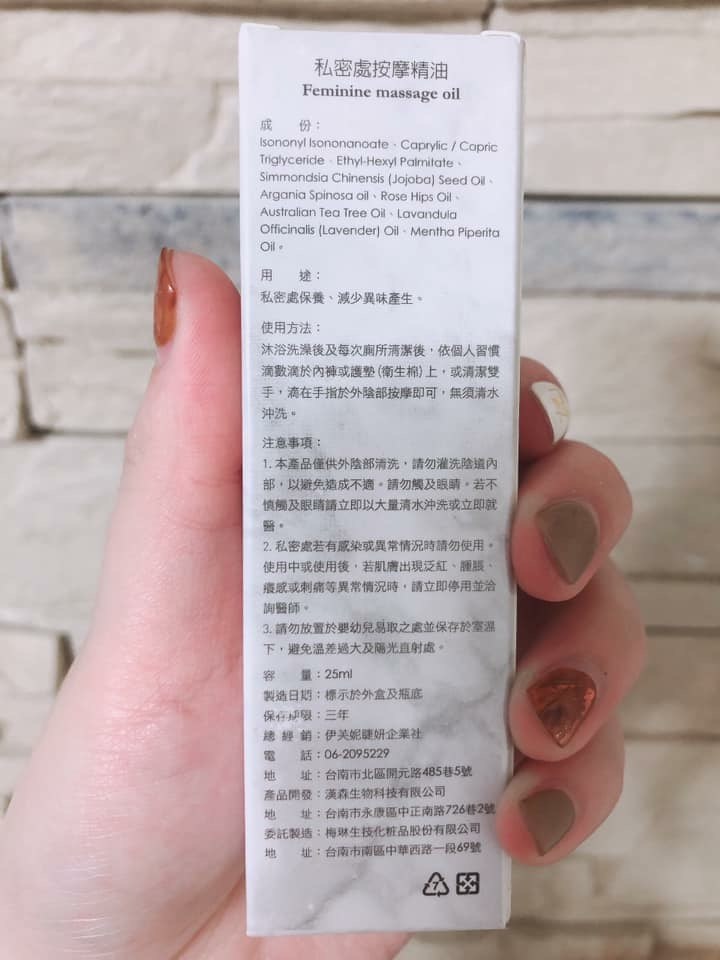 私密處按摩精油
Feminine massage oil
成　　份：
Isononyl Isononanoate、Caprylic / Capric
Triglyceride、Ethyl-Hexyl Palmitate、
Simmondsia Chinensis (Jojoba) Seed Oil、
Argania Spinosa oil、Rose Hips Oil、
Australian Tea Tree Oil、Lavandula
Officinalis (Lavender) Oil、Mentha Piperita
Oil。
用　　途：
私密處保養、減少異味產生。
使用方法：
沐浴洗澡後及每次廁所清潔後，依個人習慣
滴數滴於內褲或護墊(衛生棉)上，或清潔雙
手，滴在手指於外陰部按摩即可，無須清水
沖洗。
注意事項：
1. 本產品僅供外陰部清洗，請勿灌洗陰道內
部，以避免造成不適。請勿觸及眼睛。若不
慎觸及眼睛請立即以大量清水沖洗或立即就
醫。
2. 私密處若有感染或異常情況時請勿使用。
使用中或使用後，若肌膚出現泛紅、腫脹、
癢感或刺痛等異常情況時，請立即停用並洽
詢醫師。
3. 請勿放置於嬰幼兒易取之處並保存於室溫
下，避免溫差過大及陽光直射處。
容　　量：25ml
製造日期：標示於外盒及瓶底
保存期限：三年
總 經 銷：伊芙妮睫妍企業社
電　　話：06-2095229
地　　址：台南市北區開元路485巷5號
產品開發：漢森生物科技有限公司
地　　址：台南市永康區中正南路726巷2號
委託製造：梅琳生技化粧品股份有限公司
地　　址：台南市南區中華西路一段69號
7